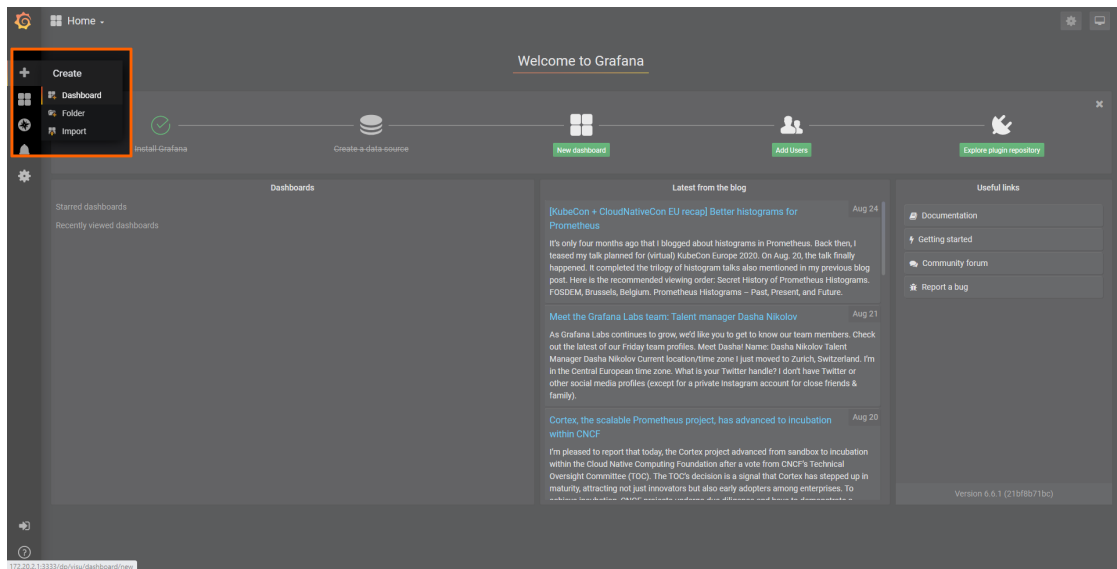 Home
Welcome to Grafana
Create
Dashboard
Folder
Import
Install Grafana
Create a data source
New dashboard
Add Users
Explore plugin repository
Dashboards
Starred dashboards
Recently viewed dashboards
Latest from the blog
[KubeCon + CloudNativeCon EU recap] Better histograms for
Prometheus
Aug 24
It's only four months ago that I blogged about histograms in Prometheus. Back then, I
teased my talk planned for (virtual) KubeCon Europe 2020. On Aug. 20, the talk finally
happened. It completed the trilogy of histogram talks also mentioned in my previous blog
post. Here is the recommended viewing order: Secret History of Prometheus Histograms.
FOSDEM, Brussels, Belgium. Prometheus Histograms – Past, Present, and Future.
Meet the Grafana Labs team: Talent manager Dasha Nikolov
Aug 21
As Grafana Labs continues to grow, we'd like you to get to know our team members. Check
out the latest of our Friday team profiles. Meet Dasha! Name: Dasha Nikolov Talent
Manager Dasha Nikolov Current location/time zone I just moved to Zurich, Switzerland. I'm
in the Central European time zone. What is your Twitter handle? I don't have Twitter or
other social media profiles (except for a private Instagram account for close friends &
family).
Cortex, the scalable Prometheus project, has advanced to incubation
within CNCF
Aug 20
I'm pleased to report that today, the Cortex project advanced from sandbox to incubation
within the Cloud Native Computing Foundation after a vote from CNCF's Technical
Oversight Committee (TOC). The TOC's decision is a signal that Cortex has stepped up in
maturity, attracting not just innovators but also early adopters among enterprises. To
achieve incubation, CNCF projects undergo due diligence and have to demonstrate a
Useful links
Documentation
Getting started
Community forum
Report a bug
Version 6.6.1 (21bf8b71bc)
172.20.2.1:3333/dp/visu/dashboard/new